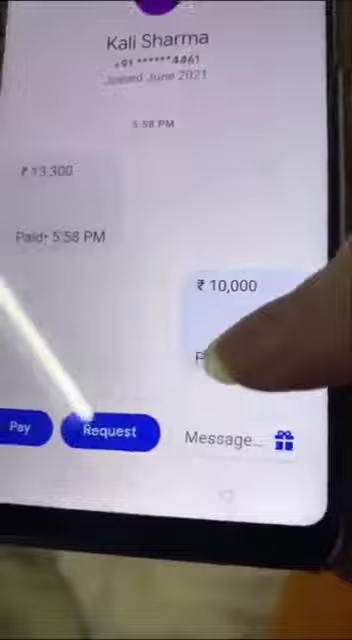 Kali Sharma
+91 ******4861
Joined June 2021
5:58 PM
₹ 13,300
Paid• 5:58 PM
₹ 10,000
Pay
Request
Message...